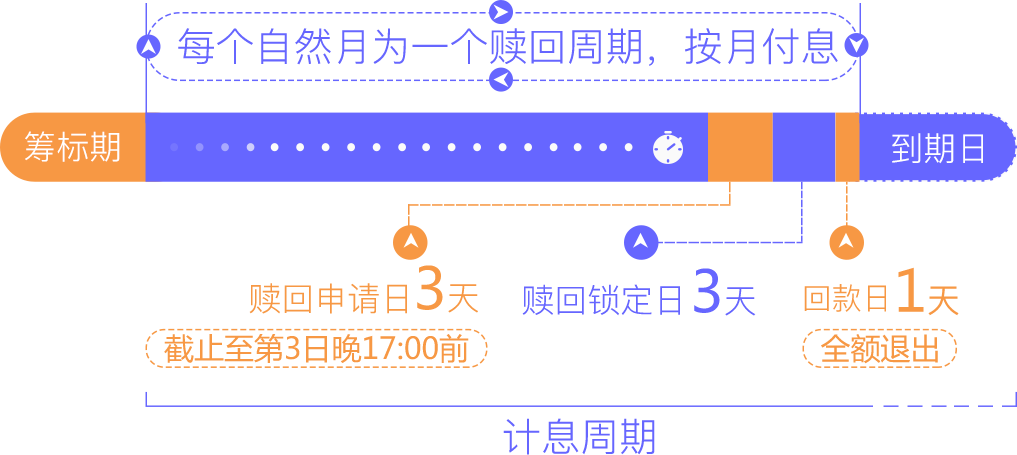 每个自然月为一个赎回周期，按月付息
筹标期
到期日
赎回申请日3天
赎回锁定日3天
回款日1天
截止至第3日晚17:00前
全额退出
计息周期